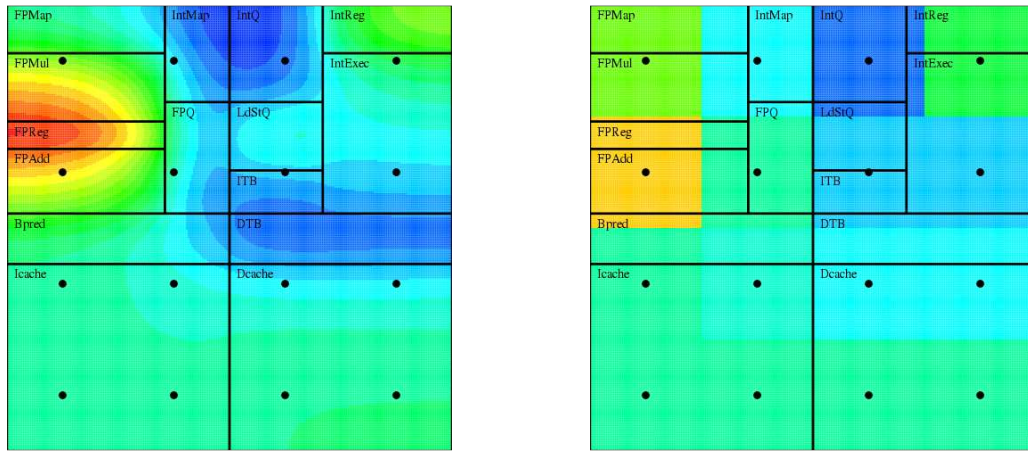 FPMap
IntMap
IntQ
IntReg
FPMul
IntExec
FPReg
FPQ
LdStQ
FPAdd
ITB
Bpred
DTB
Icache
Dcache
FPMap
IntMap
IntQ
IntReg
FPMul
IntExec
FPReg
FPQ
LdStQ
FPAdd
ITB
Bpred
DTB
Icache
Dcache